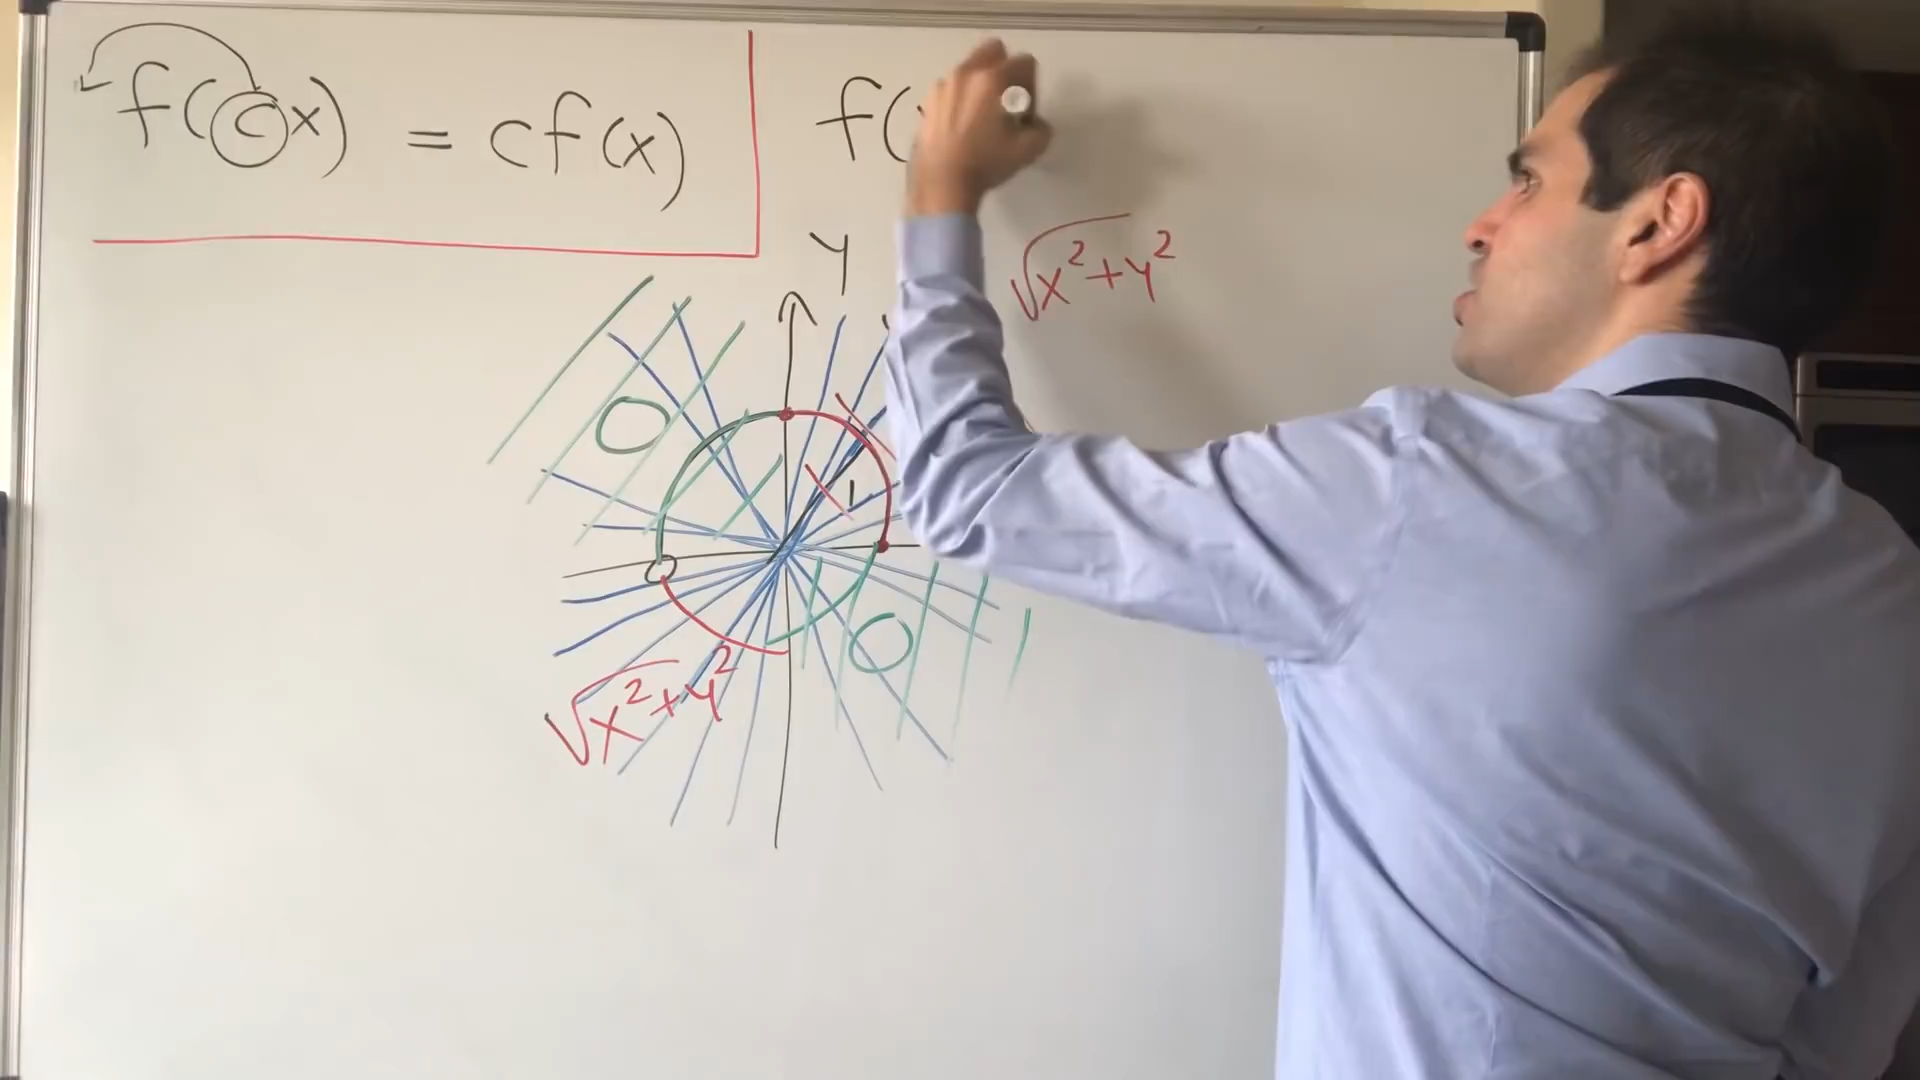 f(cx) = cf(x)
f(
y
√x²+y²
0
1
0
√x²+y²